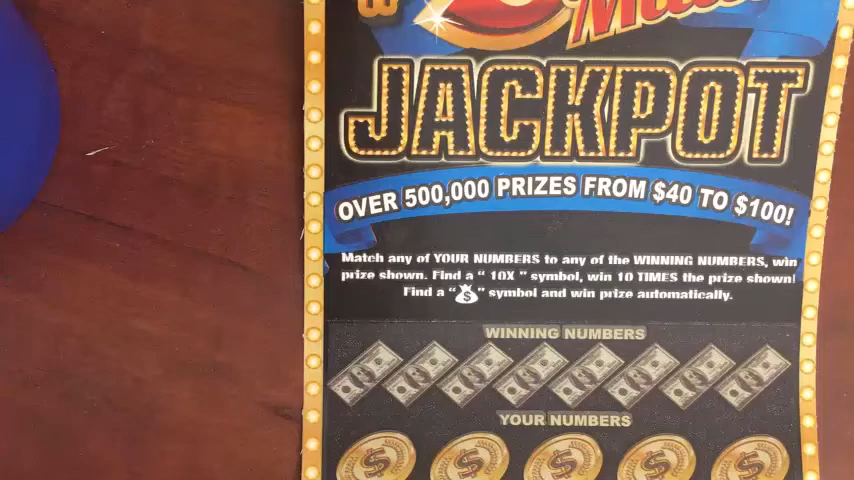 JACKPOT
OVER 500,000 PRIZES FROM $40 TO $100!
Match any of YOUR NUMBERS to any of the WINNING NUMBERS, win
prize shown. Find a “ 10X ” symbol, win 10 TIMES the prize shown!
Find a “ $ ” symbol and win prize automatically.
WINNING NUMBERS
YOUR NUMBERS
$ $ $ $ $